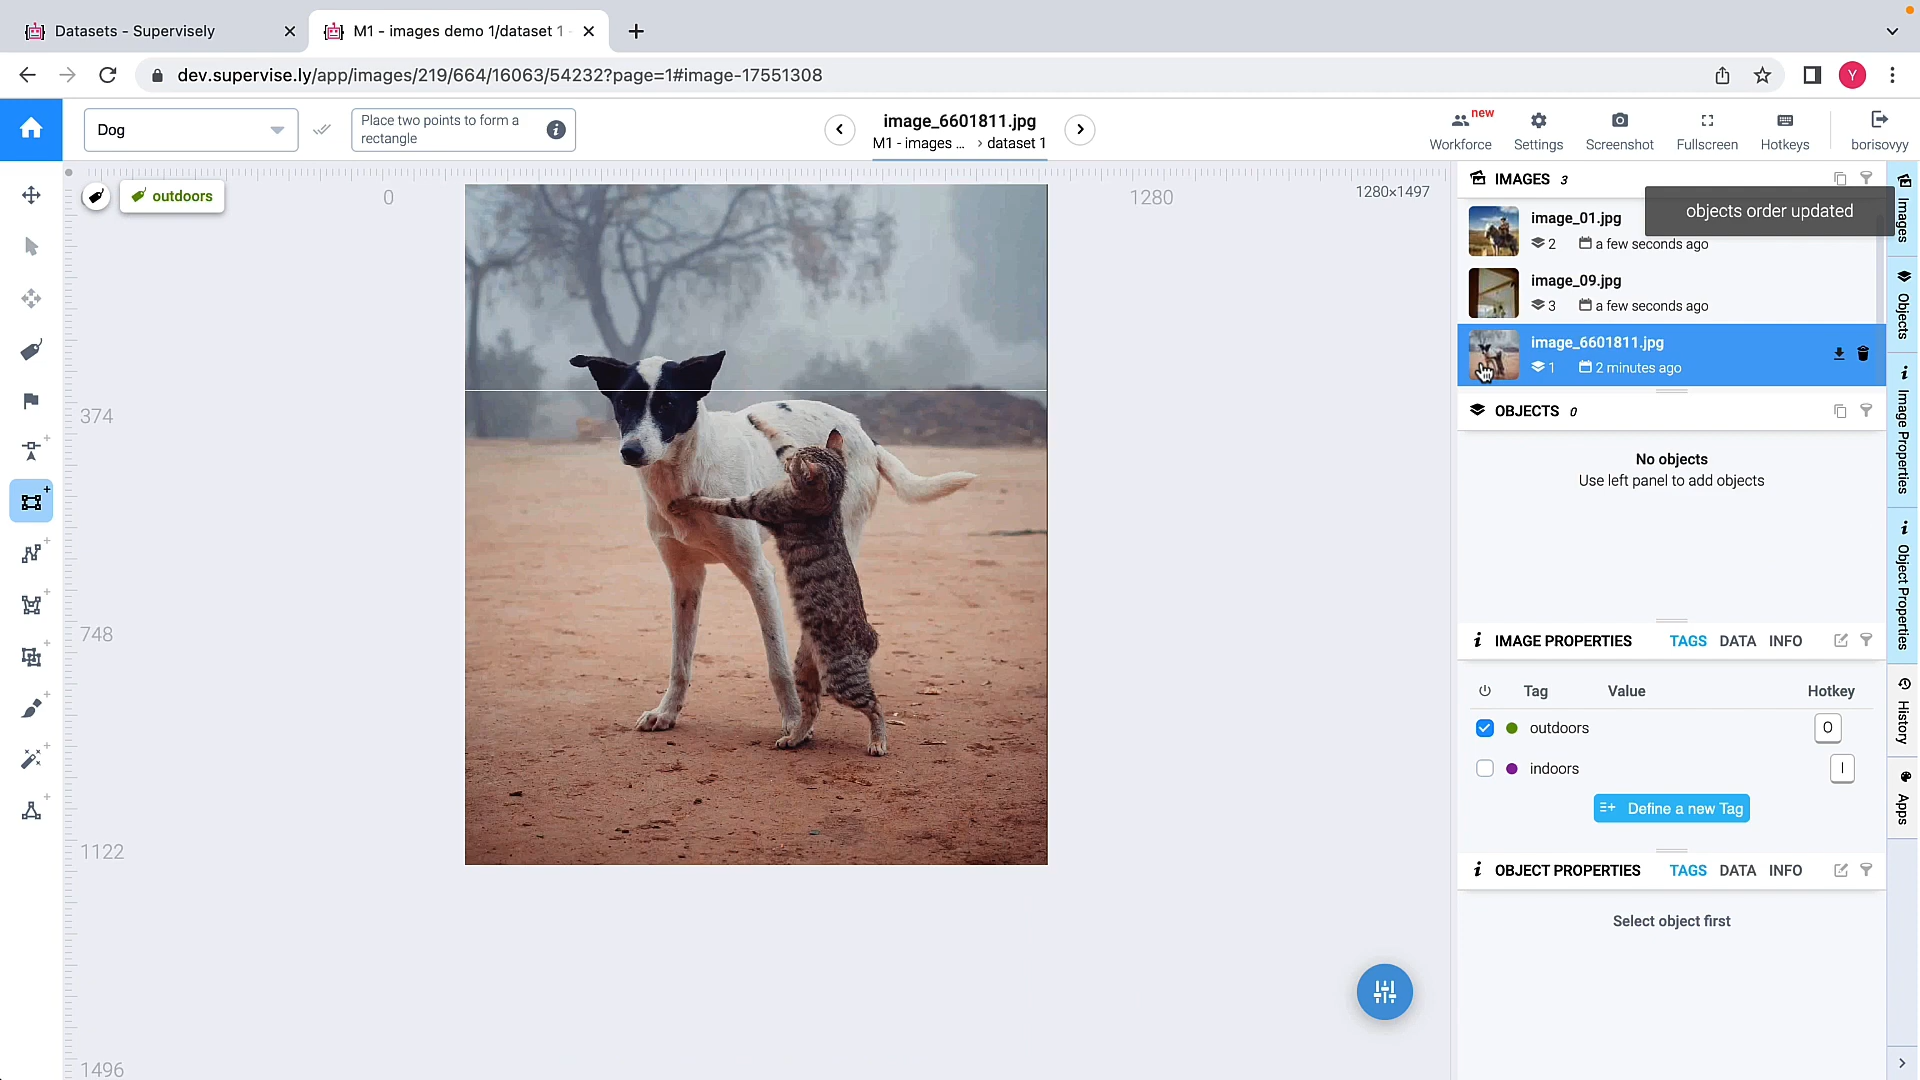 Datasets - Supervisely
M1 - images demo 1/dataset 1
dev.supervise.ly/app/images/219/664/16063/54232?page=1#image-17551308
Y
Dog
Place two points to form a
rectangle
image_6601811.jpg
M1 - images ... › dataset 1
new
Workforce
Settings
Screenshot
Fullscreen
Hotkeys
borisovyy
outdoors
0
1280
1280×1497
374
748
1122
1496
IMAGES 3
objects order updated
image_01.jpg
2 a few seconds ago
image_09.jpg
3 a few seconds ago
image_6601811.jpg
1 2 minutes ago
OBJECTS 0
No objects
Use left panel to add objects
IMAGE PROPERTIES TAGS DATA INFO
Tag Value Hotkey
outdoors O
indoors I
Define a new Tag
OBJECT PROPERTIES TAGS DATA INFO
Select object first
Images
Objects
Image Properties
Object Properties
History
Apps